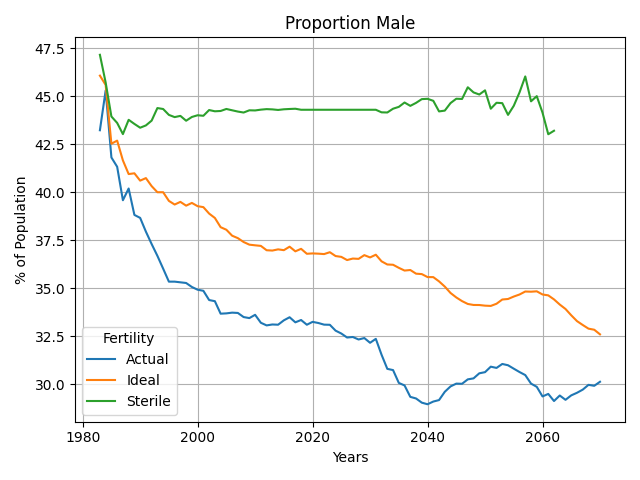 Proportion Male
47.5
45.0
42.5
40.0
37.5
35.0
32.5
30.0
% of Population
Fertility
Actual
Ideal
Sterile
1980 2000 2020 2040 2060
Years